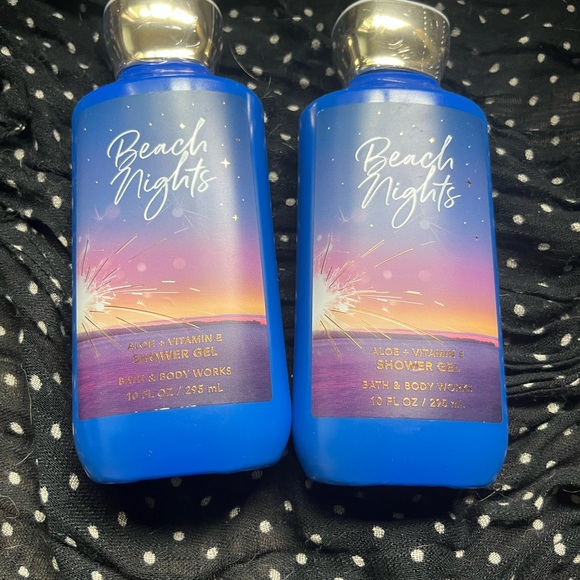 Beach
Nights
ALOE + VITAMIN E
SHOWER GEL
BATH & BODY WORKS
10 FL OZ / 295 mL
Beach
Nights
ALOE + VITAMIN E
SHOWER GEL
BATH & BODY WORKS
10 FL OZ / 295 mL